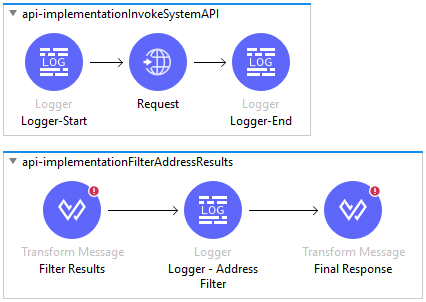 api-implementationInvokeSystemAPI
LOG
LOG
Logger
Request
Logger
Logger-Start
Logger-End
api-implementationFilterAddressResults
LOG
Transform Message
Logger
Transform Message
Filter Results
Logger - Address
Filter
Final Response